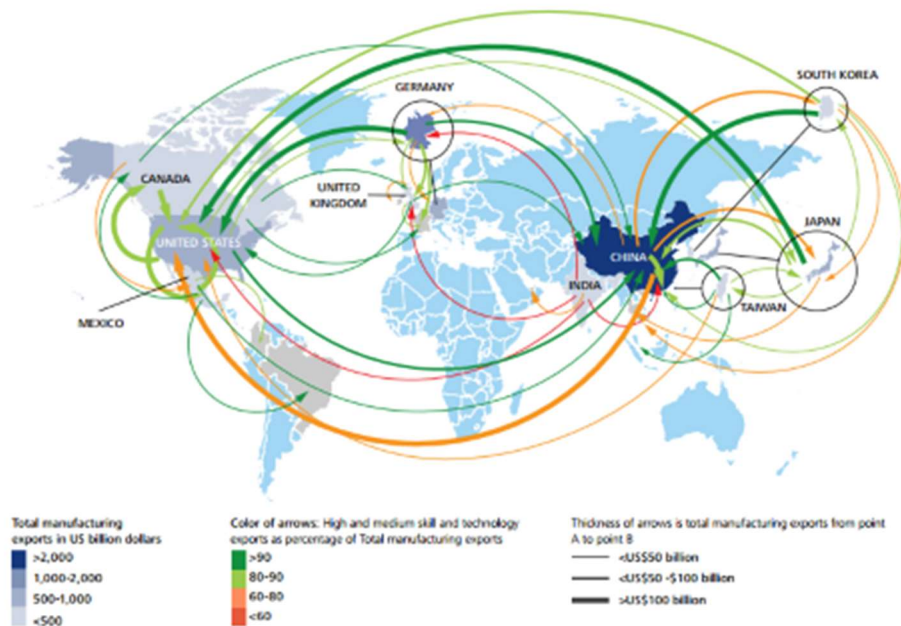 SOUTH KOREA
GERMANY
CANADA
UNITED
KINGDOM
JAPAN
UNITED STATES
CHINA
INDIA
TAIWAN
MEXICO
Total manufacturing
exports in US billion dollars
>2,000
1,000-2,000
500-1,000
<500
Color of arrows: High and medium skill and technology
exports as percentage of Total manufacturing exports
>90
80-90
60-80
<60
Thickness of arrows is total manufacturing exports from point
A to point B
<US$50 billion
<US$50 -$100 billion
>US$100 billion